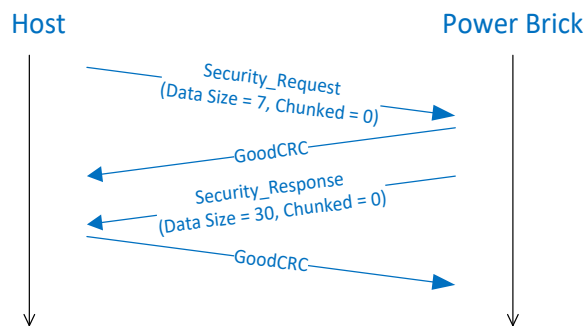 Host
Power Brick
Security_Request
(Data Size = 7, Chunked = 0)
GoodCRC
Security_Response
(Data Size = 30, Chunked = 0)
GoodCRC